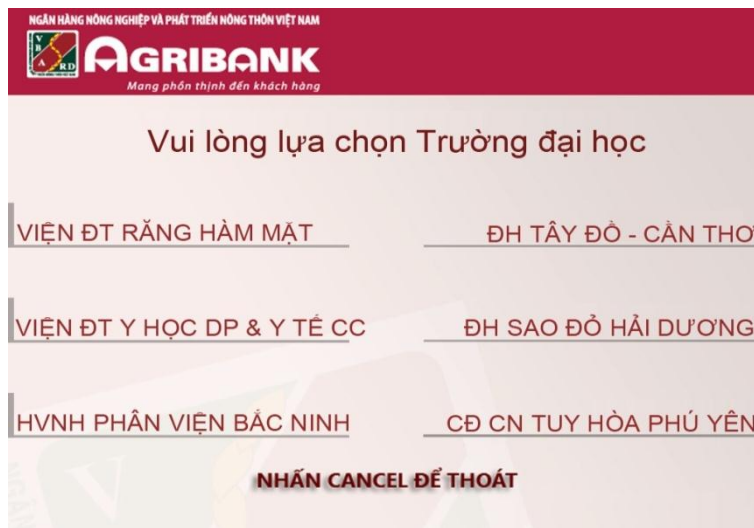 NGÂN HÀNG NÔNG NGHIỆP VÀ PHÁT TRIỂN NÔNG THÔN VIỆT NAM
VBARD
AGRIBANK
Mang phồn thịnh đến khách hàng
Vui lòng lựa chọn Trường đại học
VIỆN ĐT RĂNG HÀM MẶT
ĐH TÂY ĐỒ - CẦN THƠ
VIỆN ĐT Y HỌC DP & Y TẾ CC
ĐH SAO ĐỎ HẢI DƯƠNG
HVNH PHÂN VIỆN BẮC NINH
CĐ CN TUY HÒA PHÚ YÊN
NHẤN CANCEL ĐỂ THOÁT